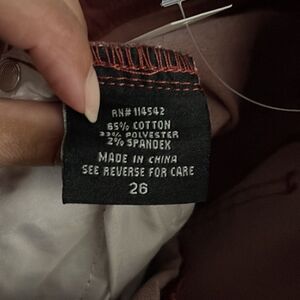 RN# 114542
65% COTTON
33% POLYESTER
2% SPANDEX
MADE IN CHINA
SEE REVERSE FOR CARE
26